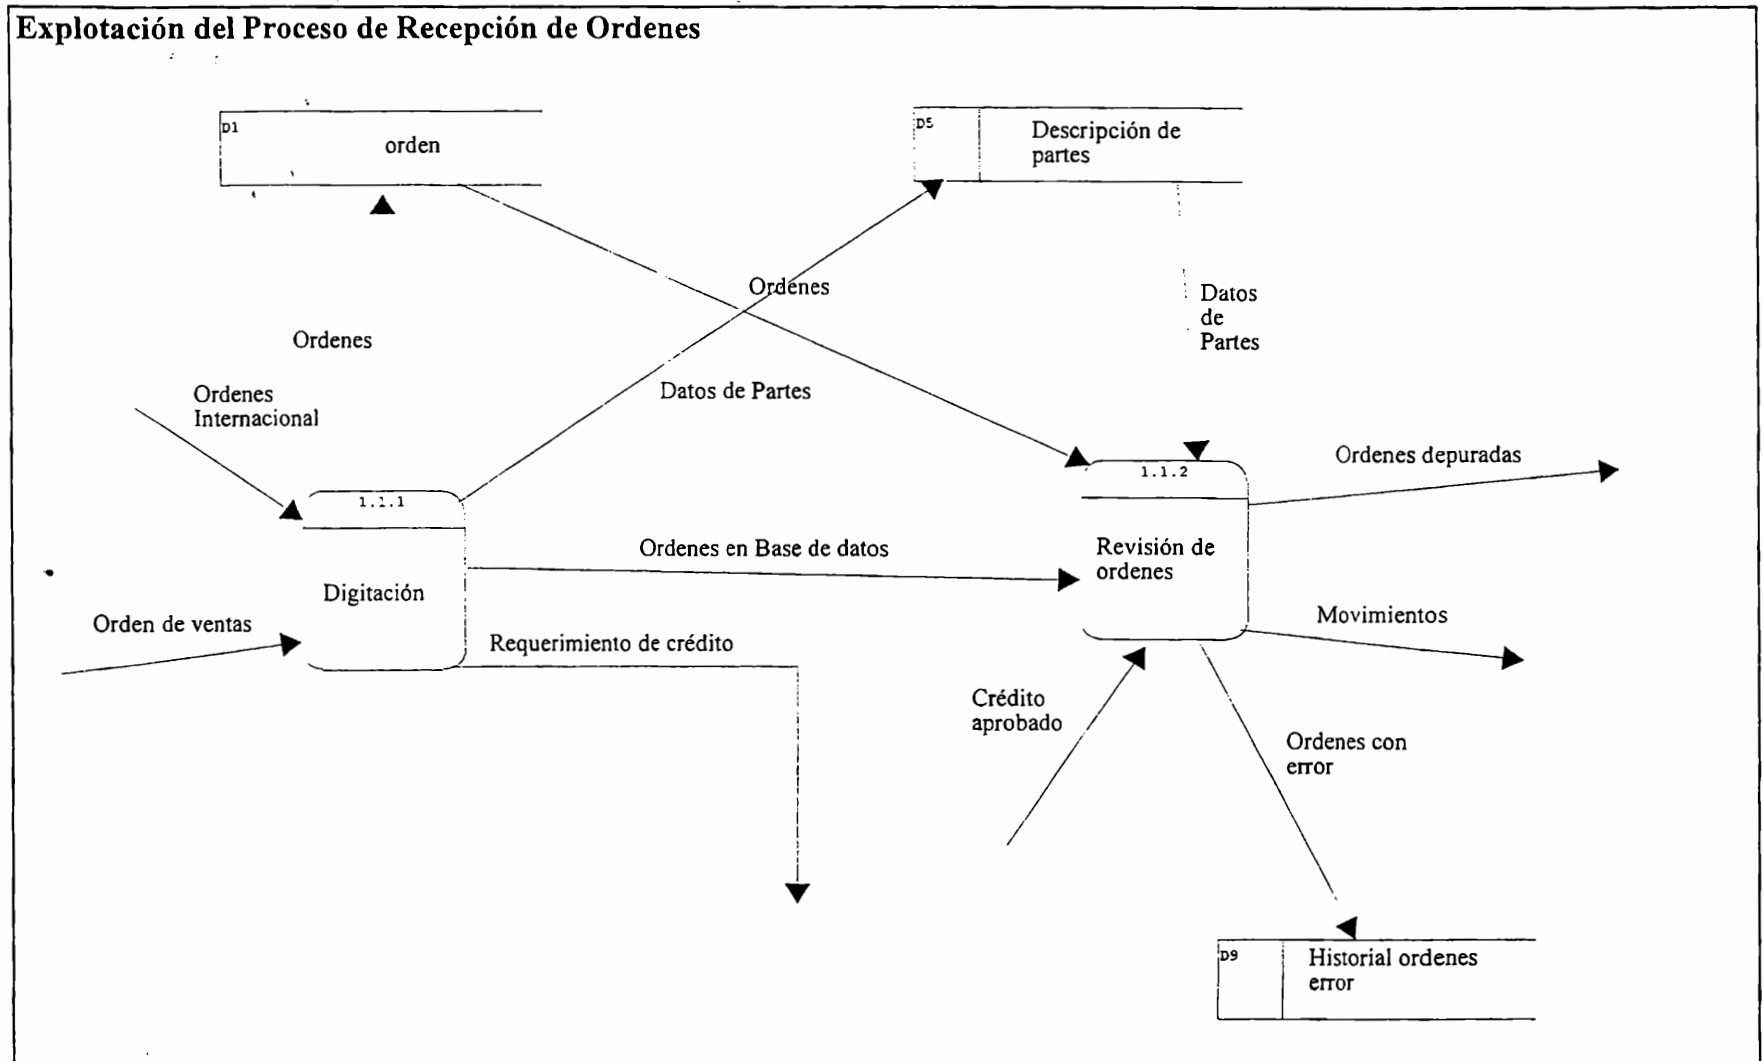 Explotación del Proceso de Recepción de Ordenes
D1
orden
D5
Descripción de
partes
Ordenes
Datos
de
Partes
Ordenes
Ordenes
Internacional
Datos de Partes
Ordenes depuradas
1.1.1
1.1.2
Ordenes en Base de datos
Revisión de
ordenes
Digitación
Orden de ventas
Requerimiento de crédito
Movimientos
Crédito
aprobado
Ordenes con
error
D9
Historial ordenes
error